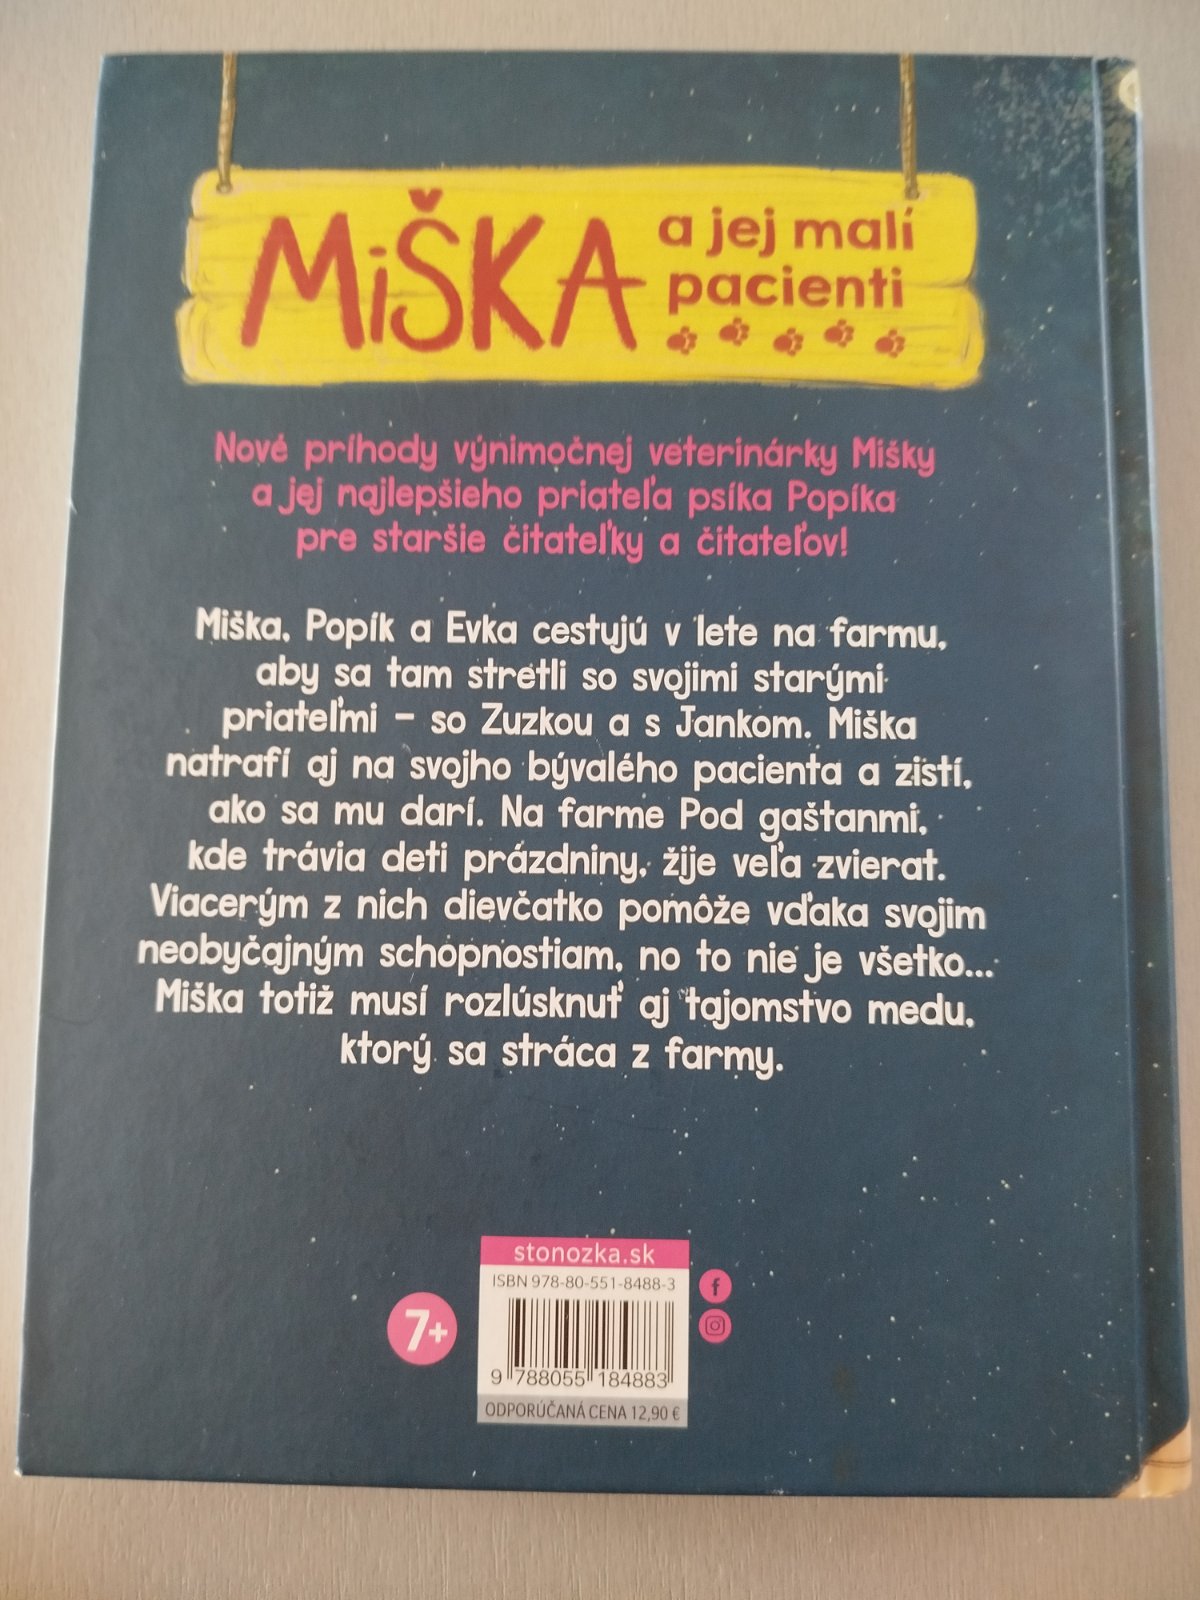 MiŠKA a jej malí pacienti
Nové príhody výnimočnej veterinárky Mišky
a jej najlepšieho priateľa psíka Popíka
pre staršie čitateľky a čitateľov!
Miška, Popík a Evka cestujú v lete na farmu,
aby sa tam stretli so svojimi starými
priateľmi – so Zuzkou a s Jankom. Miška
natrafí aj na svojho bývalého pacienta a zistí,
ako sa mu darí. Na farme Pod gaštanmi,
kde trávia deti prázdniny, žije veľa zvierat.
Viacerým z nich dievčatko pomôže vďaka svojim
neobyčajným schopnostiam, no to nie je všetko...
Miška totiž musí rozlúsknuť aj tajomstvo medu,
ktorý sa stráca z farmy.
stonozka.sk
ISBN 978-80-551-8488-3
7+
9 788055 184883
ODPORÚČANÁ CENA 12,90 €